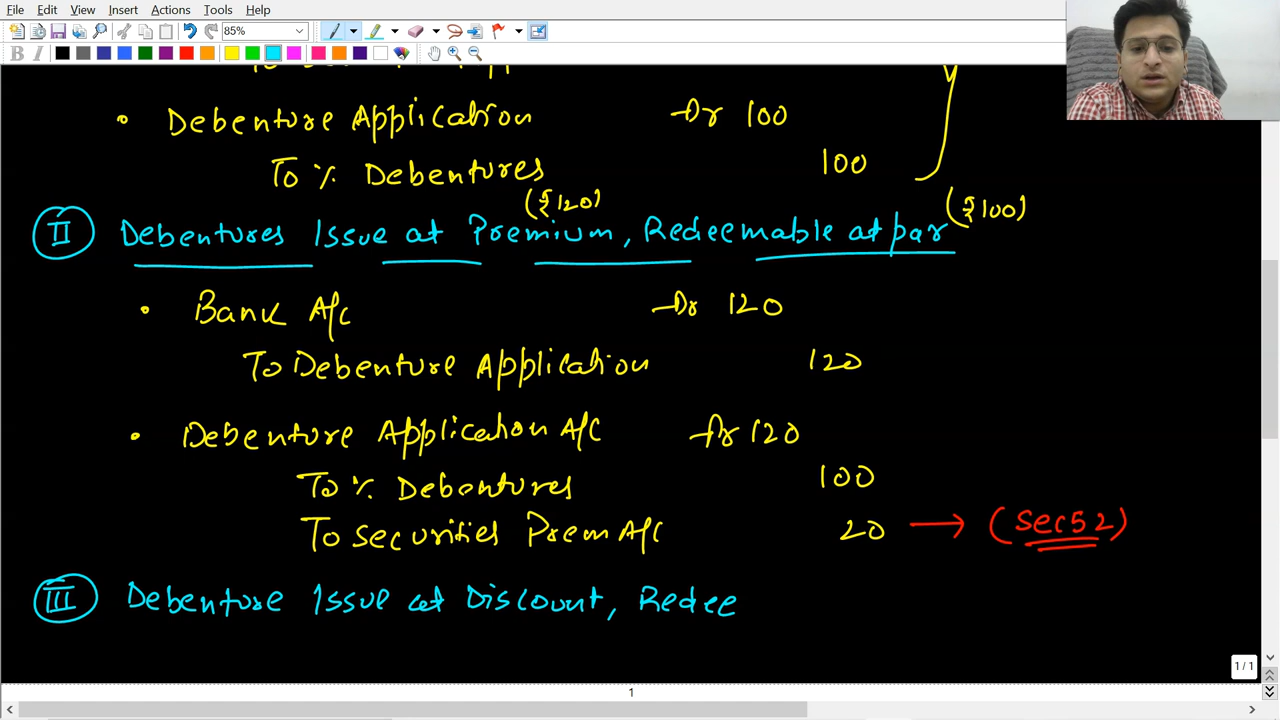 File Edit View Insert Actions Tools Help
85%
B I U
Debenture Application Dr 100
To % Debentures 100
(₹120) (₹100)
II Debentures Issue at Premium, Redeemable at par
Bank A/c Dr 120
To Debenture Application 120
Debenture Application A/c Dr 120
To % Debentures 100
To Securities Prem A/c 20 → (Sec 52)
III Debenture Issue at Discount, Redee
1 / 1
1